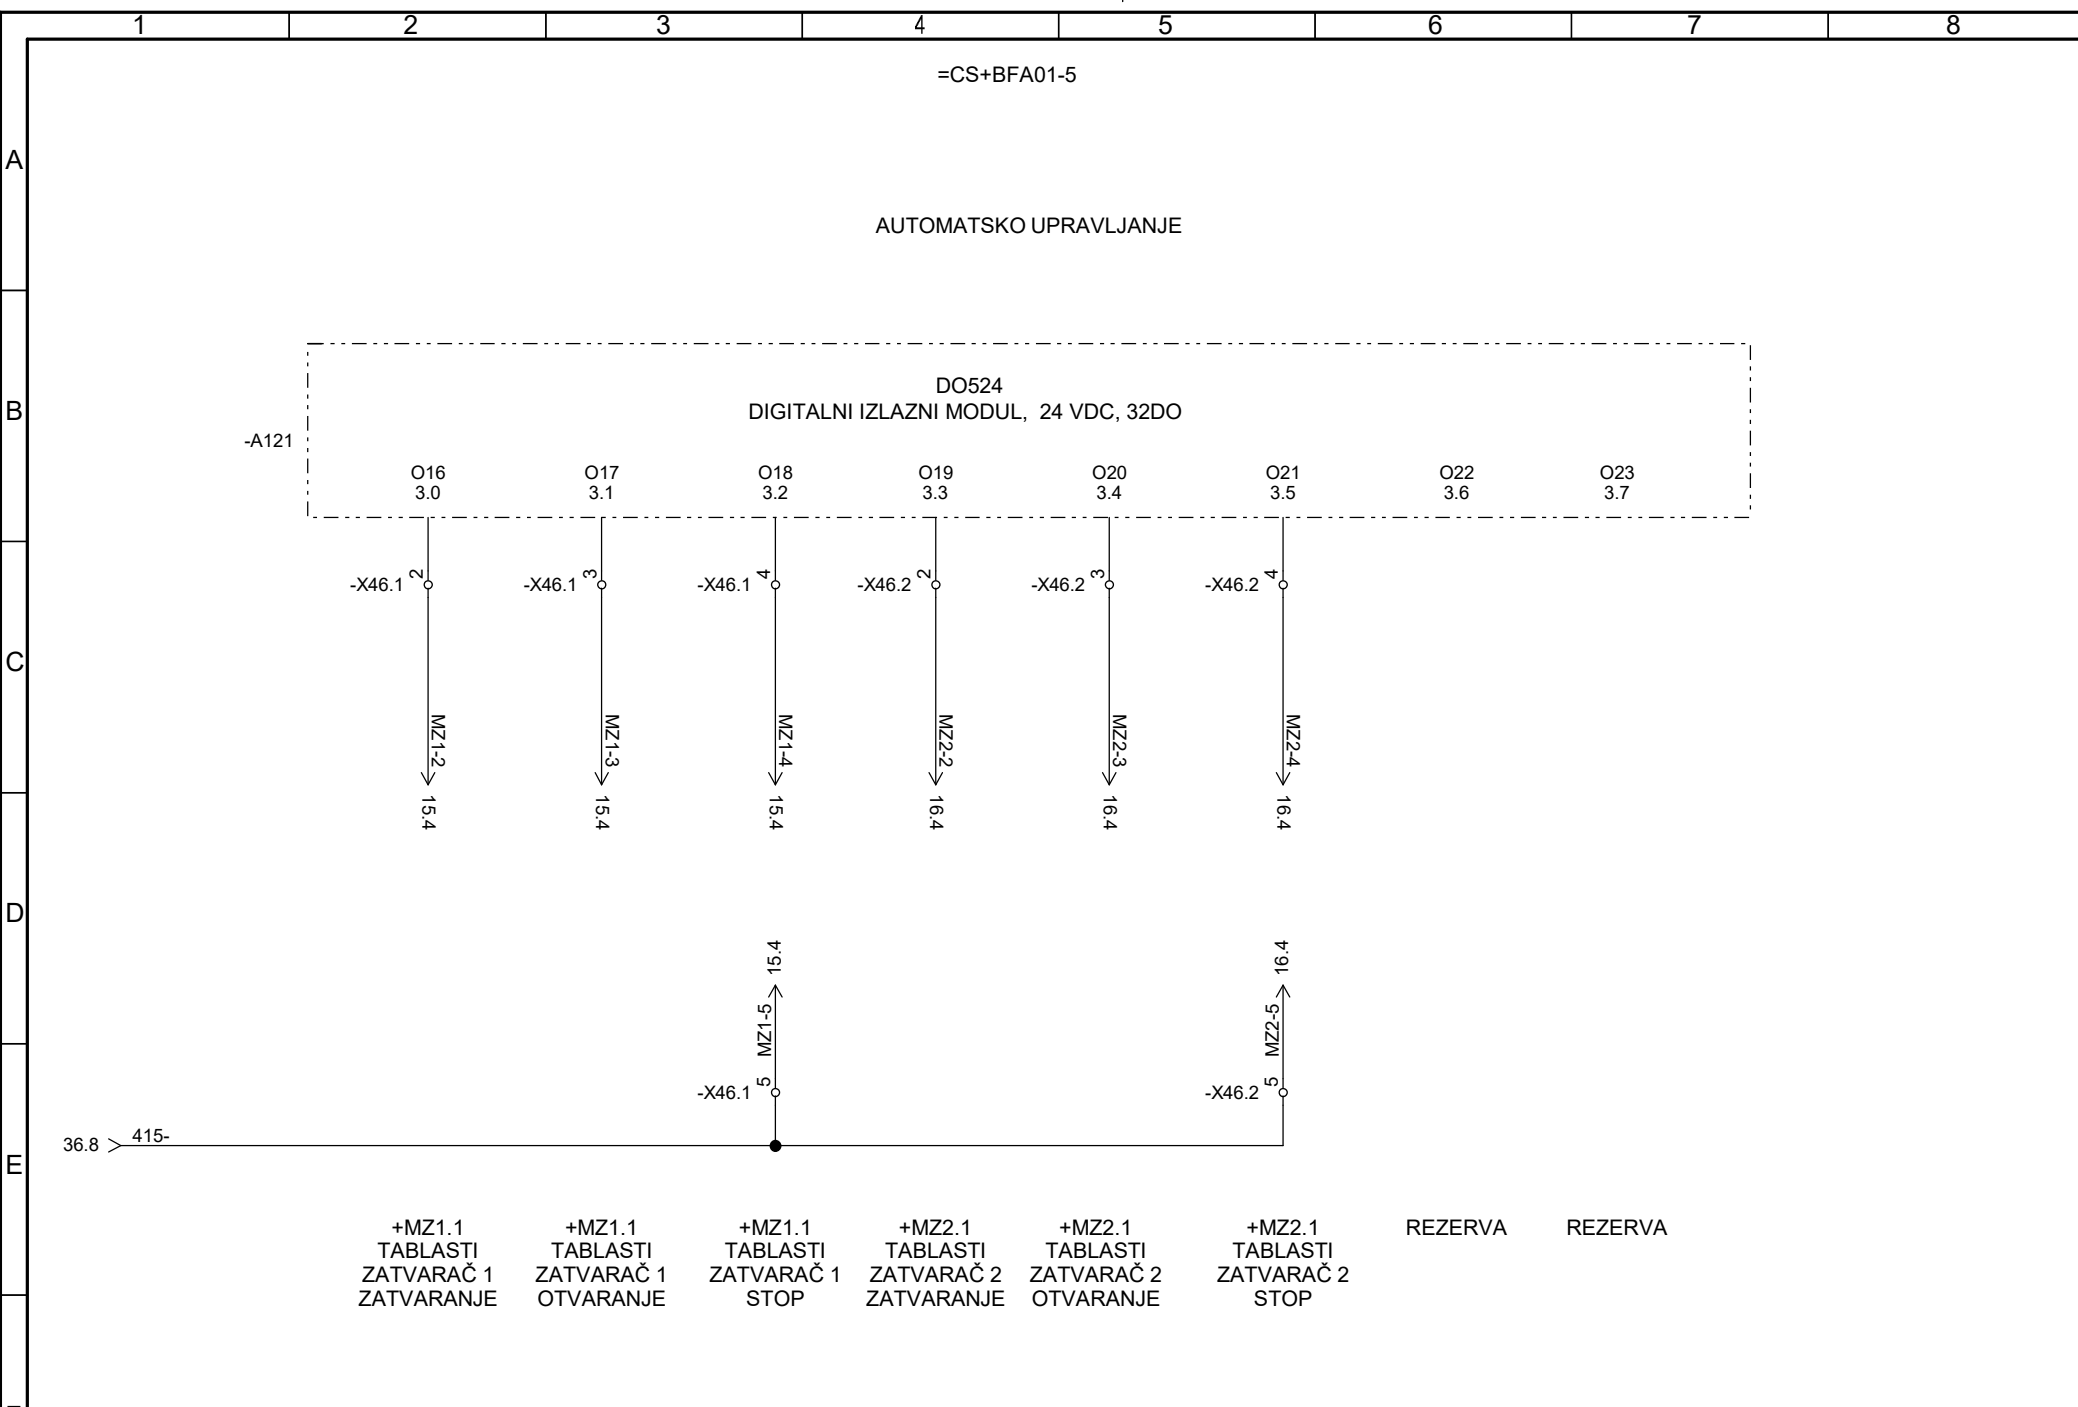 1 2 3 4 5 6 7 8
=CS+BFA01-5
A
AUTOMATSKO UPRAVLJANJE
DO524
B
DIGITALNI IZLAZNI MODUL, 24 VDC, 32DO
-A121
O16 O17 O18 O19 O20 O21 O22 O23
3.0 3.1 3.2 3.3 3.4 3.5 3.6 3.7
-X46.1 2 -X46.1 3 -X46.1 4 -X46.2 2 -X46.2 3 -X46.2 4
C
MZ1-2 MZ1-3 MZ1-4 MZ2-2 MZ2-3 MZ2-4
15.4 15.4 15.4 16.4 16.4 16.4
D
15.4 16.4
MZ1-5 MZ2-5
-X46.1 5 -X46.2 5
36.8 415-
E
+MZ1.1 +MZ1.1 +MZ1.1 +MZ2.1 +MZ2.1 +MZ2.1 REZERVA REZERVA
TABLASTI TABLASTI TABLASTI TABLASTI TABLASTI TABLASTI
ZATVARAČ 1 ZATVARAČ 1 ZATVARAČ 1 ZATVARAČ 2 ZATVARAČ 2 ZATVARAČ 2
ZATVARANJE OTVARANJE STOP ZATVARANJE OTVARANJE STOP